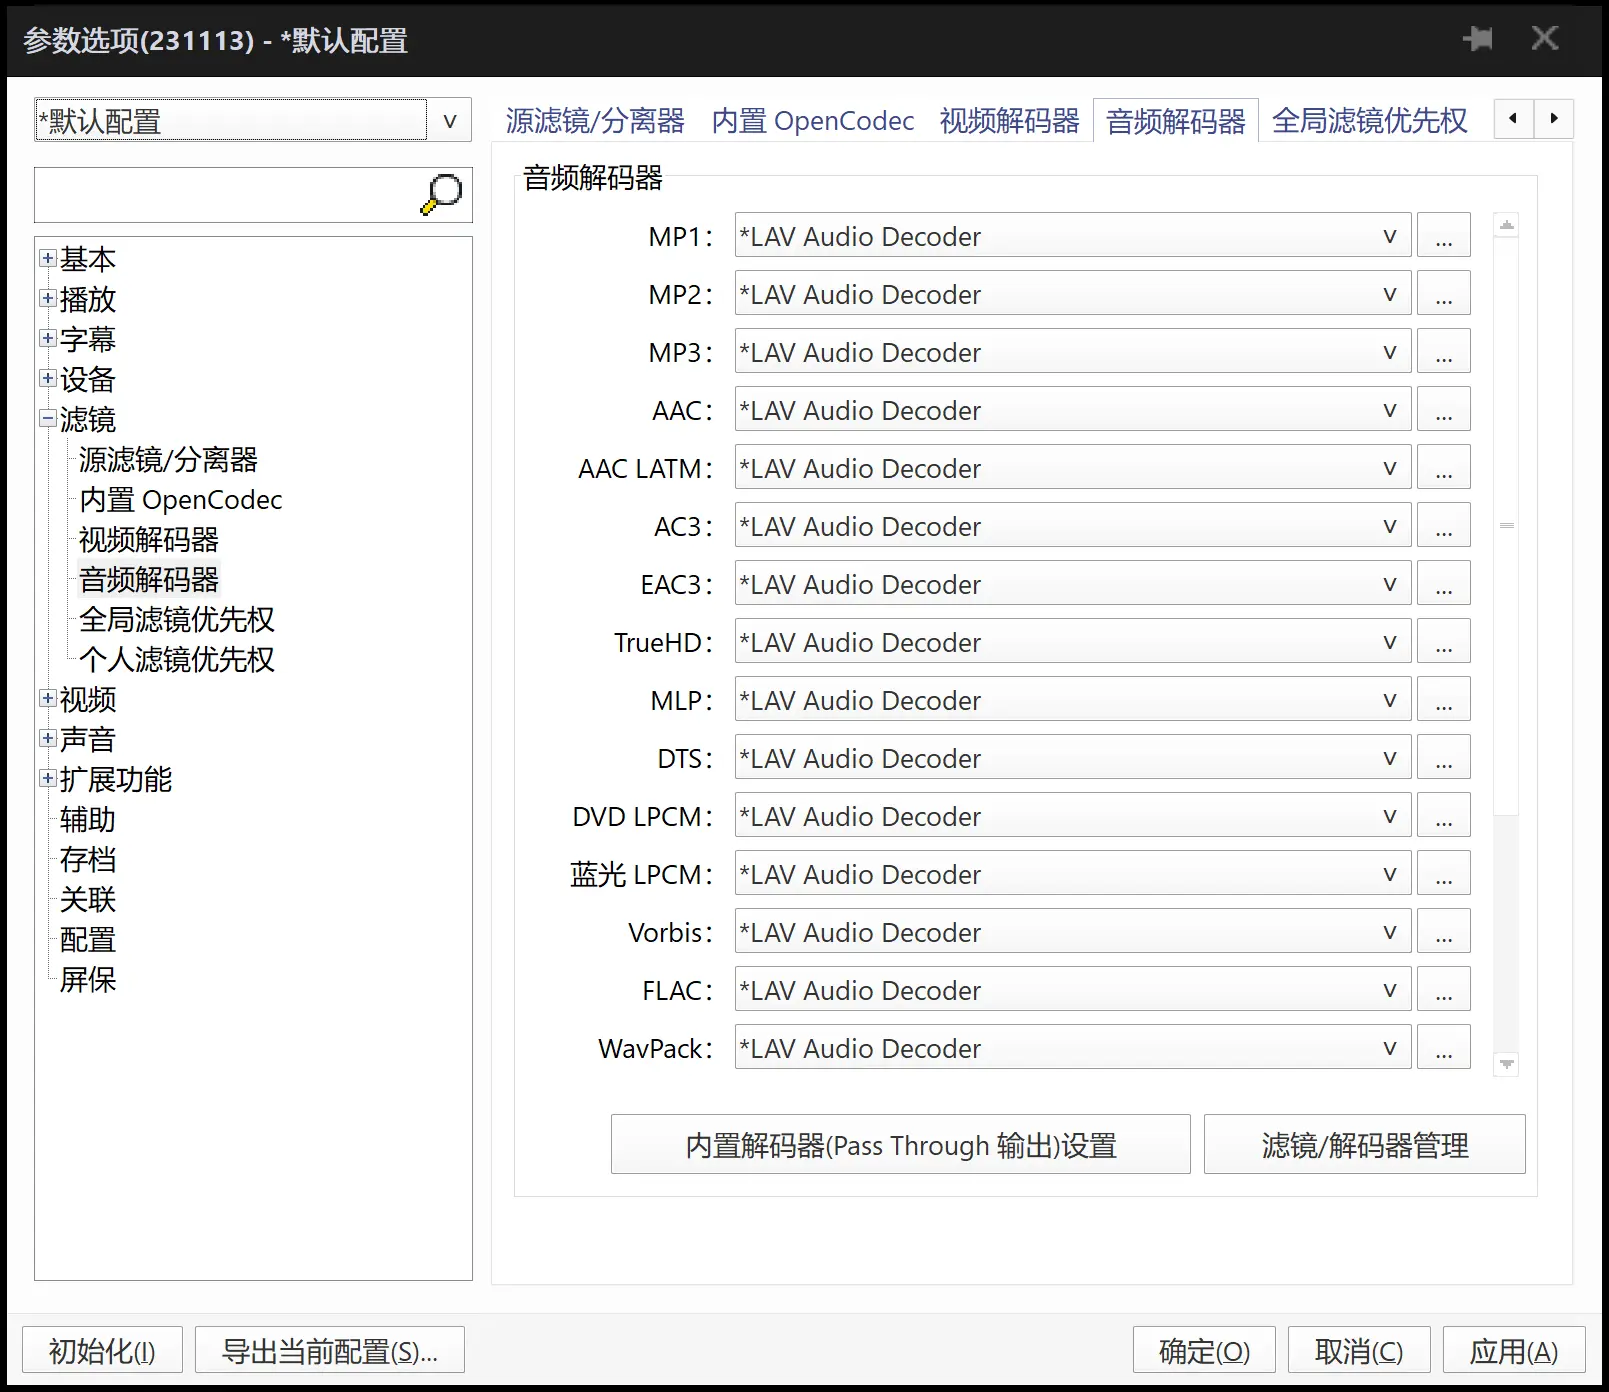 参数选项(231113) - *默认配置
*默认配置
源滤镜/分离器 内置 OpenCodec 视频解码器 音频解码器 全局滤镜优先权
基本
播放
字幕
设备
滤镜
源滤镜/分离器
内置 OpenCodec
视频解码器
音频解码器
全局滤镜优先权
个人滤镜优先权
视频
声音
扩展功能
辅助
存档
关联
配置
屏保
音频解码器
MP1: *LAV Audio Decoder ...
MP2: *LAV Audio Decoder ...
MP3: *LAV Audio Decoder ...
AAC: *LAV Audio Decoder ...
AAC LATM: *LAV Audio Decoder ...
AC3: *LAV Audio Decoder ...
EAC3: *LAV Audio Decoder ...
TrueHD: *LAV Audio Decoder ...
MLP: *LAV Audio Decoder ...
DTS: *LAV Audio Decoder ...
DVD LPCM: *LAV Audio Decoder ...
蓝光 LPCM: *LAV Audio Decoder ...
Vorbis: *LAV Audio Decoder ...
FLAC: *LAV Audio Decoder ...
WavPack: *LAV Audio Decoder ...
内置解码器(Pass Through 输出)设置 滤镜/解码器管理
初始化(I) 导出当前配置(S)... 确定(O) 取消(C) 应用(A)